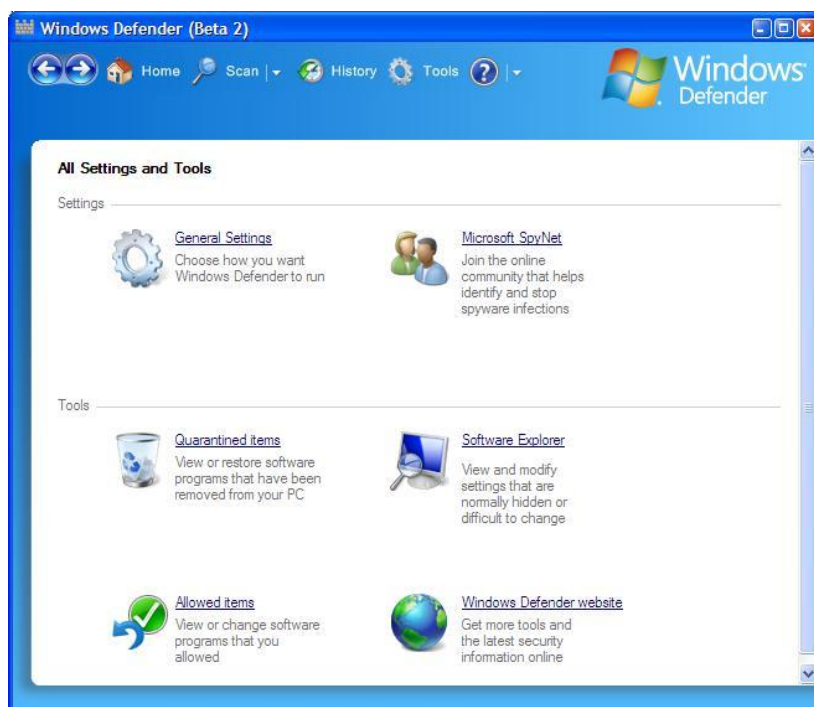 Windows Defender (Beta 2)
Home Scan History Tools ?
Windows
Defender
All Settings and Tools
Settings
General Settings
Choose how you want
Windows Defender to run
Microsoft SpyNet
Join the online
community that helps
identify and stop
spyware infections
Tools
Quarantined items
View or restore software
programs that have been
removed from your PC
Software Explorer
View and modify
settings that are
normally hidden or
difficult to change
Allowed items
View or change software
programs that you
allowed
Windows Defender website
Get more tools and
the latest security
information online